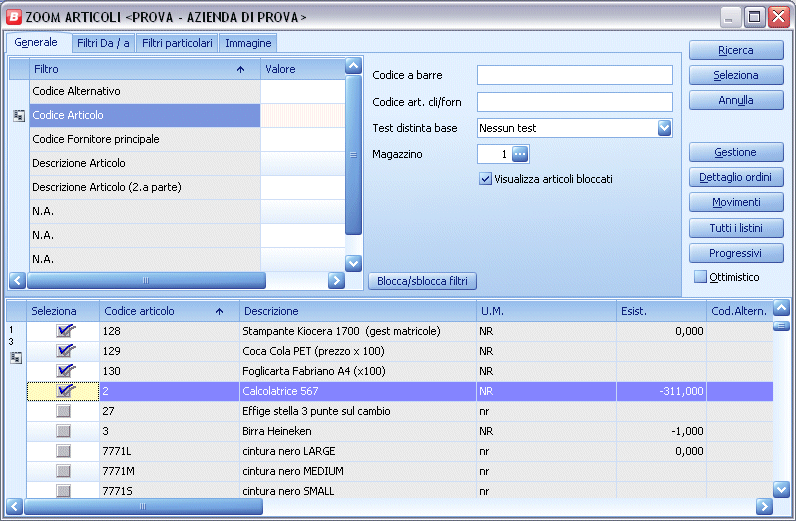 B ZOOM ARTICOLI <PROVA - AZIENDA DI PROVA>
Generale Filtri Da / a Filtri particolari Immagine
Filtro Valore
Codice Alternativo
Codice Articolo
Codice Fornitore principale
Descrizione Articolo
Descrizione Articolo (2.a parte)
N.A.
N.A.
N.A.
Codice a barre
Codice art. cli/forn
Test distinta base Nessun test
Magazzino 1 ...
Visualizza articoli bloccati
Blocca/sblocca filtri
Ricerca
Seleziona
Annulla
Gestione
Dettaglio ordini
Movimenti
Tutti i listini
Progressivi
Ottimistico
Seleziona Codice articolo Descrizione U.M. Esist. Cod.Altern.
1
3
128 Stampante Kiocera 1700 (gest matricole) NR 0,000
129 Coca Cola PET (prezzo x 100) NR
130 Foglicarta Fabriano A4 (x100) NR
2 Calcolatrice 567 NR -311,000
27 Effige stella 3 punte sul cambio nr
3 Birra Heineken NR -1,000
7771L cintura nero LARGE nr 0,000
7771M cintura nero MEDIUM nr
7771S cintura nero SMALL nr